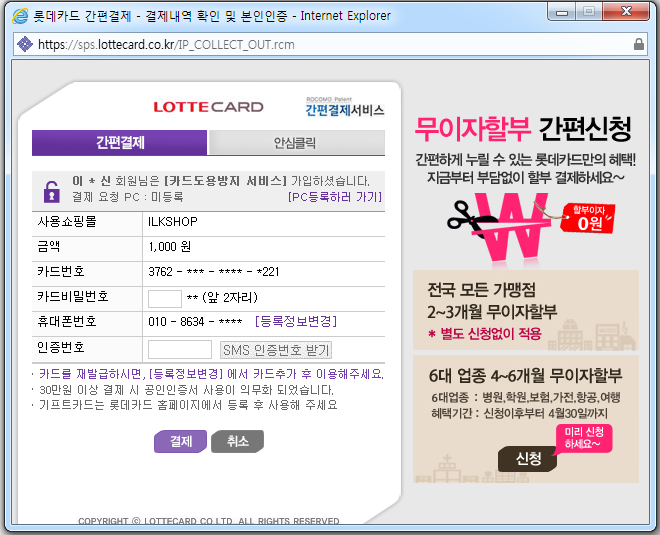 롯데카드 간편결제 - 결제내역 확인 및 본인인증 - Internet Explorer
https://sps.lottecard.co.kr/IP_COLLECT_OUT.rcm
LOTTE CARD
ROCOMO Patent
간편결제서비스
간편결제
안심클릭
이 * 신 회원님은 [카드도용방지 서비스] 가입하셨습니다.
결제 요청 PC : 미등록 [PC등록하러 가기]
사용쇼핑몰 ILKSHOP
금액 1,000 원
카드번호 3762 - *** - **** - *221
카드비밀번호 ** (앞 2자리)
휴대폰번호 010 - 8634 - **** [등록정보변경]
인증번호 SMS 인증번호 받기
· 카드를 재발급하시면, [등록정보변경] 에서 카드추가 후 이용해주세요.
· 30만원 이상 결제 시 공인인증서 사용이 의무화 되었습니다.
· 기프트카드는 롯데카드 홈페이지에서 등록 후 사용해 주세요
결제 취소
COPYRIGHT ⓒ LOTTECARD CO.LTD. ALL RIGHTS RESERVED
무이자할부 간편신청
간편하게 누릴 수 있는 롯데카드만의 혜택!
지금부터 부담없이 할부 결제하세요~
할부이자
0원
전국 모든 가맹점
2~3개월 무이자할부
* 별도 신청없이 적용
6대 업종 4~6개월 무이자할부
6대업종 : 병원,학원,보험,가전,항공,여행
혜택기간 : 신청이후부터 4월30일까지
미리 신청
하세요~
신청